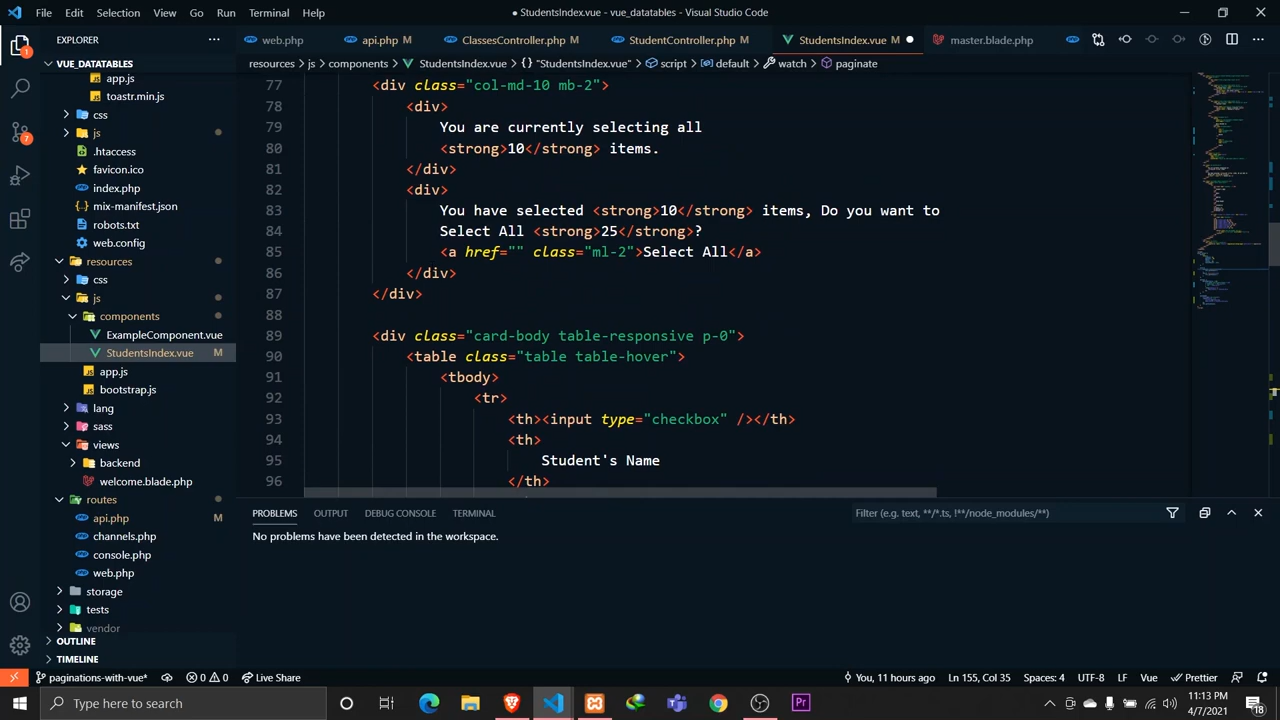 File Edit Selection View Go Run Terminal Help
● StudentsIndex.vue - vue_datatables - Visual Studio Code
EXPLORER
web.php
api.php M
ClassesController.php M
StudentController.php M
StudentsIndex.vue M
master.blade.php
VUE_DATATABLES
resources > js > components > StudentsIndex.vue > {} "StudentsIndex.vue" > script > default > watch > paginate
app.js
toastr.min.js
css
js
.htaccess
favicon.ico
index.php
mix-manifest.json
robots.txt
web.config
resources
css
js
components
ExampleComponent.vue
StudentsIndex.vue M
app.js
bootstrap.js
lang
sass
views
backend
welcome.blade.php
routes
api.php M
channels.php
console.php
web.php
storage
tests
vendor
OUTLINE
TIMELINE
1
7
77 <div class="col-md-10 mb-2">
78 <div>
79 You are currently selecting all
80 <strong>10</strong> items.
81 </div>
82 <div>
83 You have selected <strong>10</strong> items, Do you want to
84 Select All <strong>25</strong>?
85 <a href="" class="ml-2">Select All</a>
86 </div>
87 </div>
88
89 <div class="card-body table-responsive p-0">
90 <table class="table table-hover">
91 <tbody>
92 <tr>
93 <th><input type="checkbox" /></th>
94 <th>
95 Student's Name
96 </th>
PROBLEMS OUTPUT DEBUG CONSOLE TERMINAL
Filter (e.g. text, **/*.ts, !**/node_modules/**)
No problems have been detected in the workspace.
paginations-with-vue* 0 0 Live Share
You, 11 hours ago Ln 155, Col 35 Spaces: 4 UTF-8 LF Vue Prettier
Type here to search
Pr
11:13 PM
4/7/2021
18